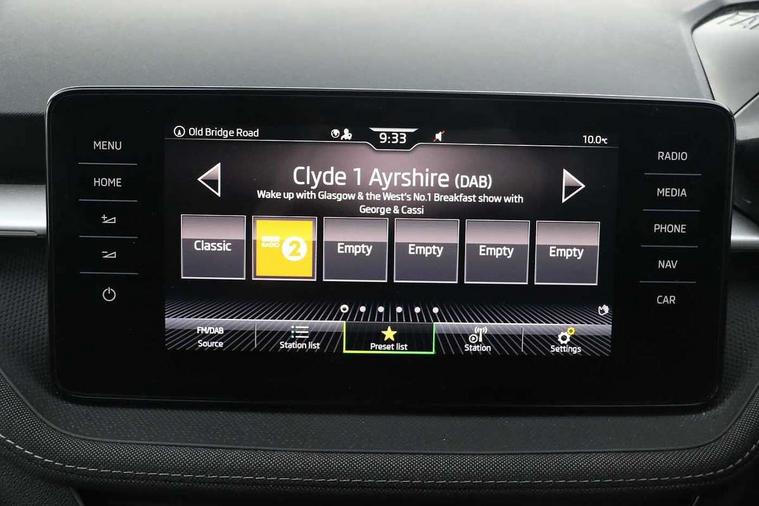 Old Bridge Road
9:33
10.0°C
MENU
HOME
RADIO
MEDIA
PHONE
NAV
CAR
Clyde 1 Ayrshire (DAB)
Wake up with Glasgow & the West's No.1 Breakfast show with
George & Cassi
Classic
BBC
RADIO
2
Empty
Empty
Empty
Empty
FM/DAB
Source
Station list
Preset list
Station
Settings